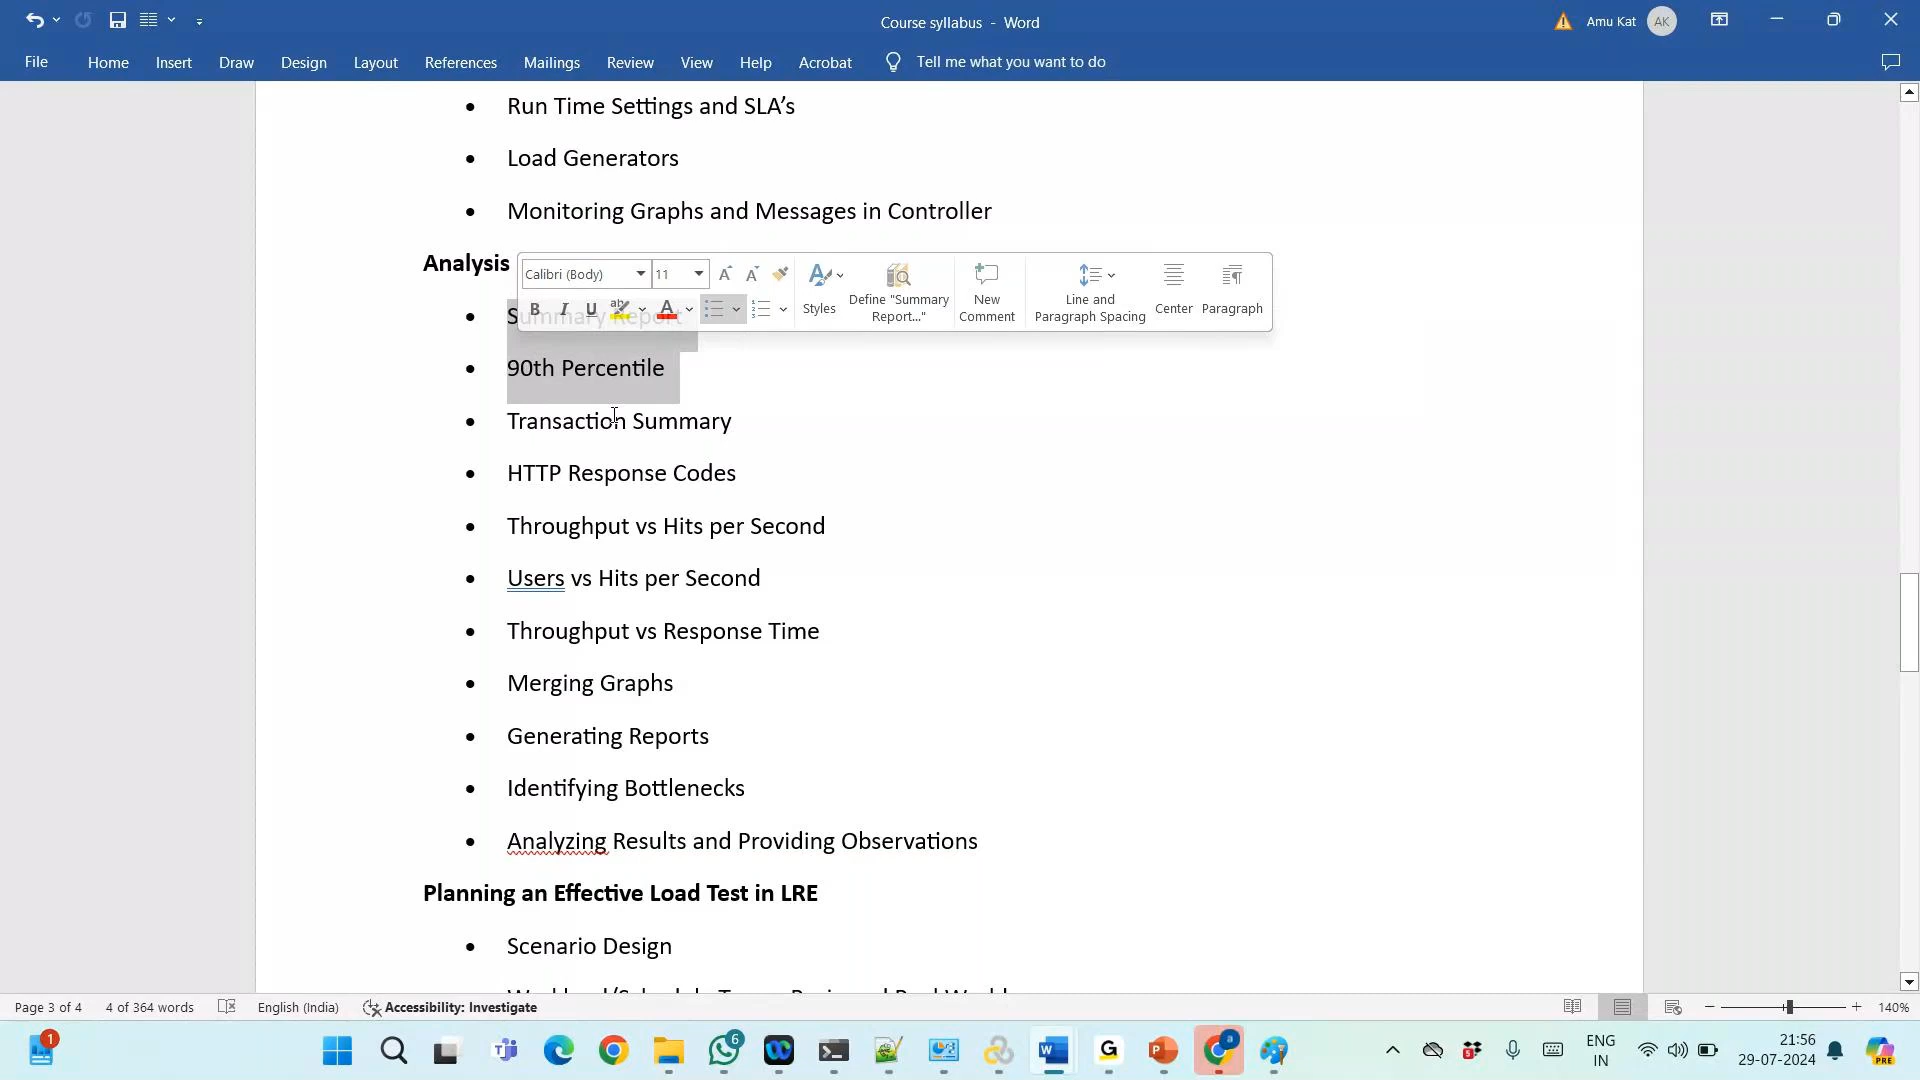 Course syllabus - Word
Amu Kat
AK
File
Home
Insert
Draw
Design
Layout
References
Mailings
Review
View
Help
Acrobat
Tell me what you want to do
• Run Time Settings and SLA’s
• Load Generators
• Monitoring Graphs and Messages in Controller
Analysis
Calibri (Body)
11
Styles
Define "Summary Report..."
New Comment
Line and Paragraph Spacing
Center
Paragraph
• Summary Report
• 90th Percentile
• Transaction Summary
• HTTP Response Codes
• Throughput vs Hits per Second
• Users vs Hits per Second
• Throughput vs Response Time
• Merging Graphs
• Generating Reports
• Identifying Bottlenecks
• Analyzing Results and Providing Observations
Planning an Effective Load Test in LRE
• Scenario Design
Page 3 of 4
4 of 364 words
English (India)
Accessibility: Investigate
140%
1
6
a
5
ENG
IN
21:56
29-07-2024
PRE